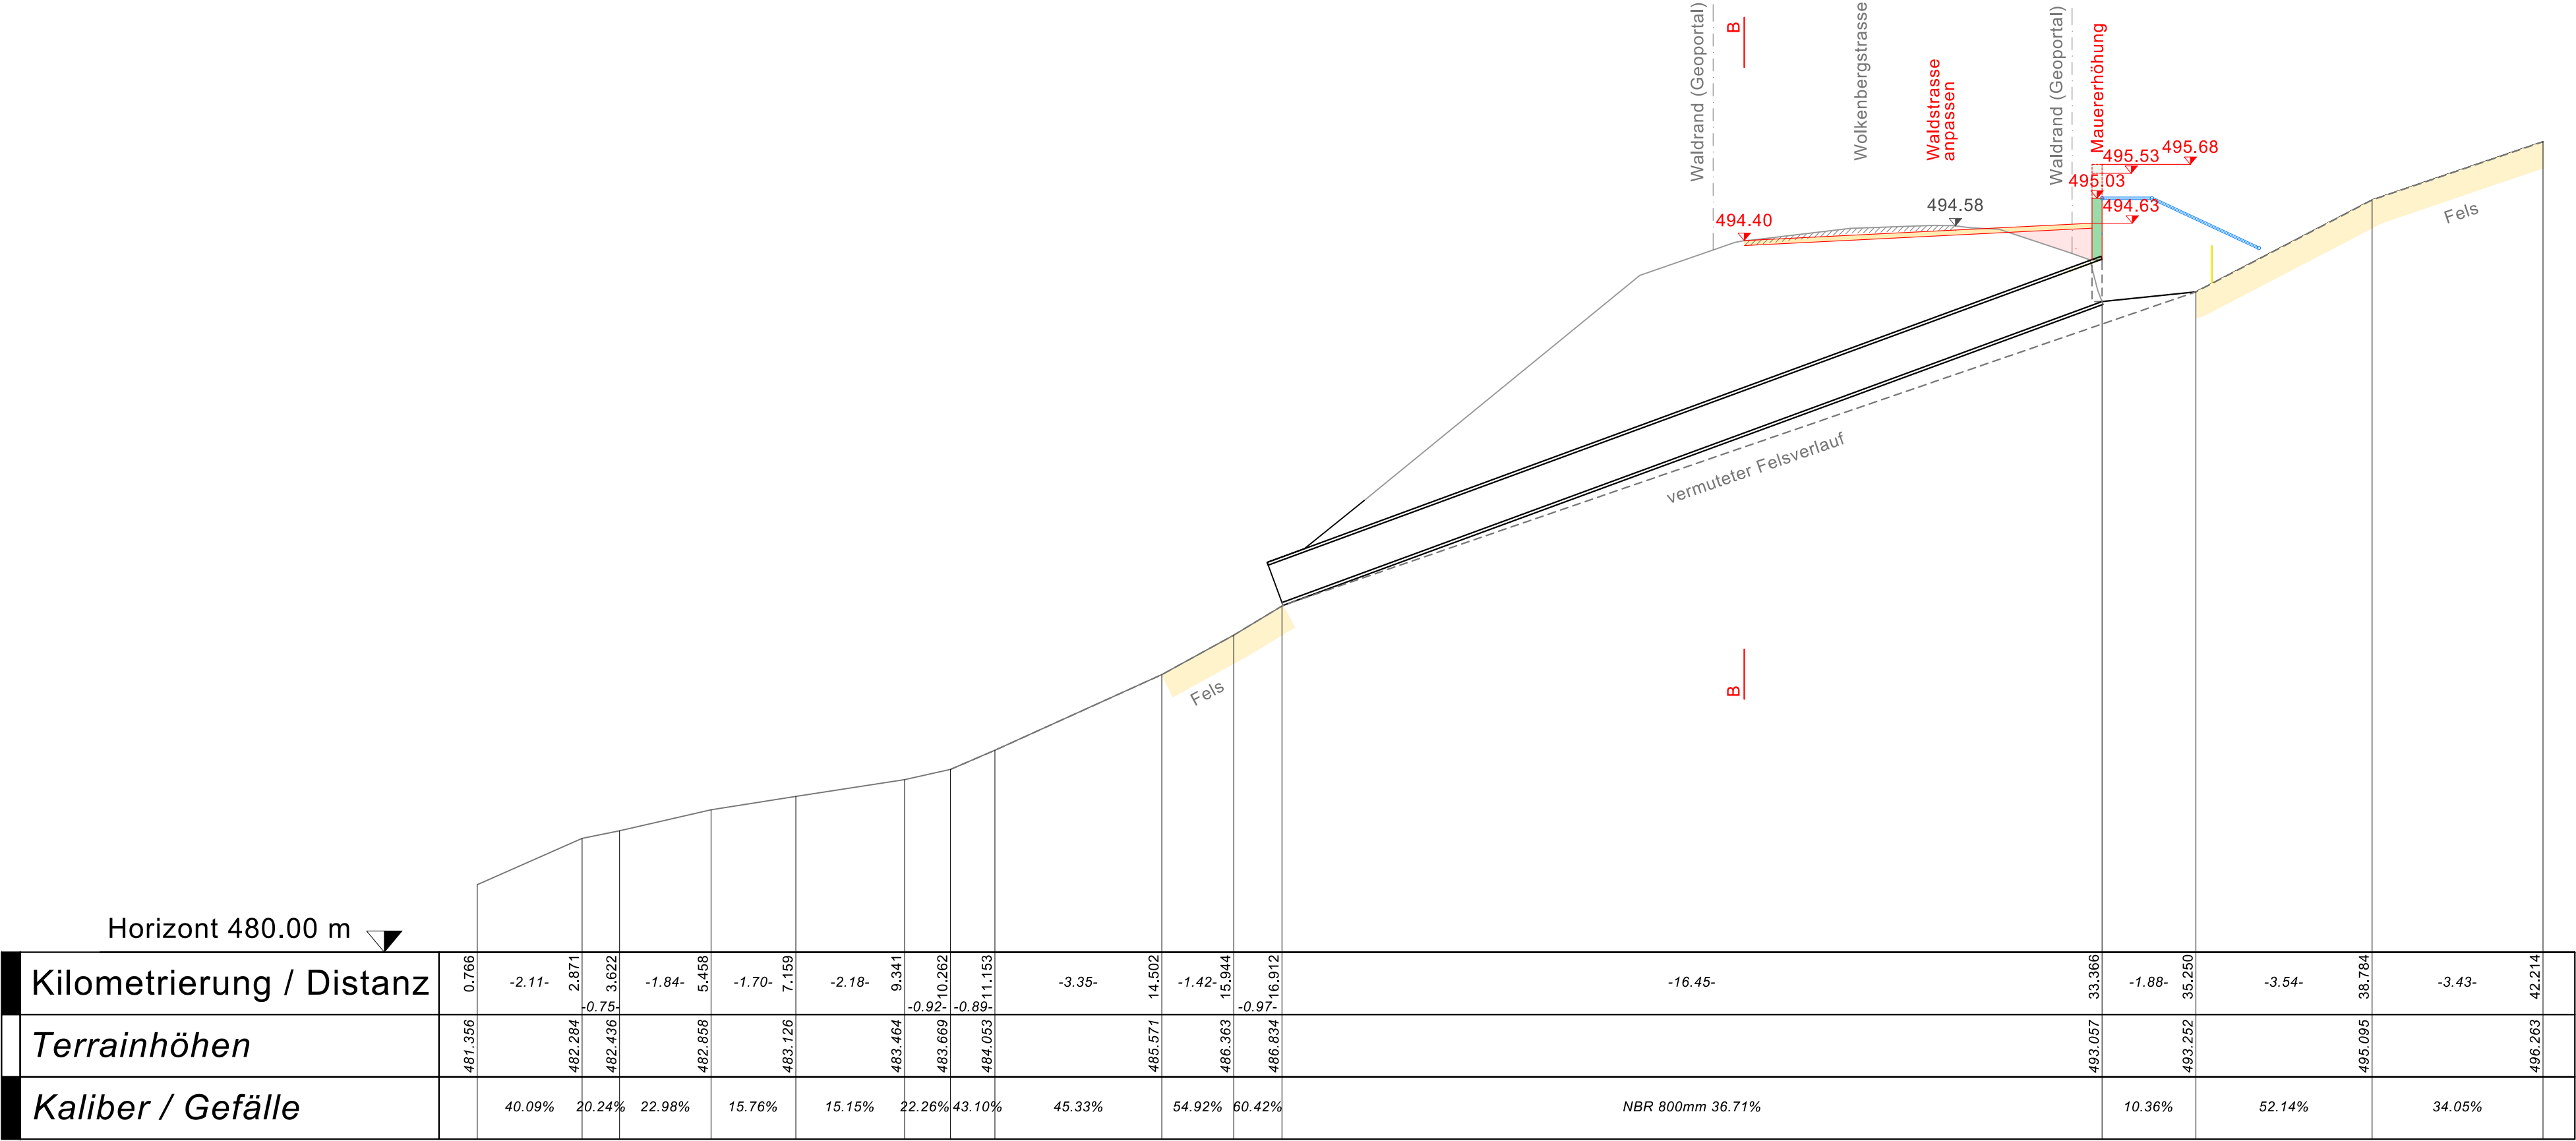 Waldrand (Geoportal)
B
Wolkenbergstrasse
Waldstrasse
anpassen
Waldrand (Geoportal)
Mauererhöhung
495.53
495.68
495.03
494.63
494.40
494.58
Fels
vermuteter Felsverlauf
Fels
B
Horizont 480.00 m
Kilometrierung / Distanz
0.766 -2.11- 2.871 -0.75- 3.622 -1.84- 5.458 -1.70- 7.159 -2.18- 9.341 -0.92- 10.262 -0.89- 11.153 -3.35- 14.502 -1.42- 15.944 -0.97- 16.912 -16.45- 33.366 -1.88- 35.250 -3.54- 38.784 -3.43- 42.214
Terrainhöhen
481.356 482.284 482.436 482.858 483.126 483.464 483.669 484.053 485.571 486.363 486.834 493.057 493.252 495.095 496.263
Kaliber / Gefälle
40.09% 20.24% 22.98% 15.76% 15.15% 22.26% 43.10% 45.33% 54.92% 60.42% NBR 800mm 36.71% 10.36% 52.14% 34.05%